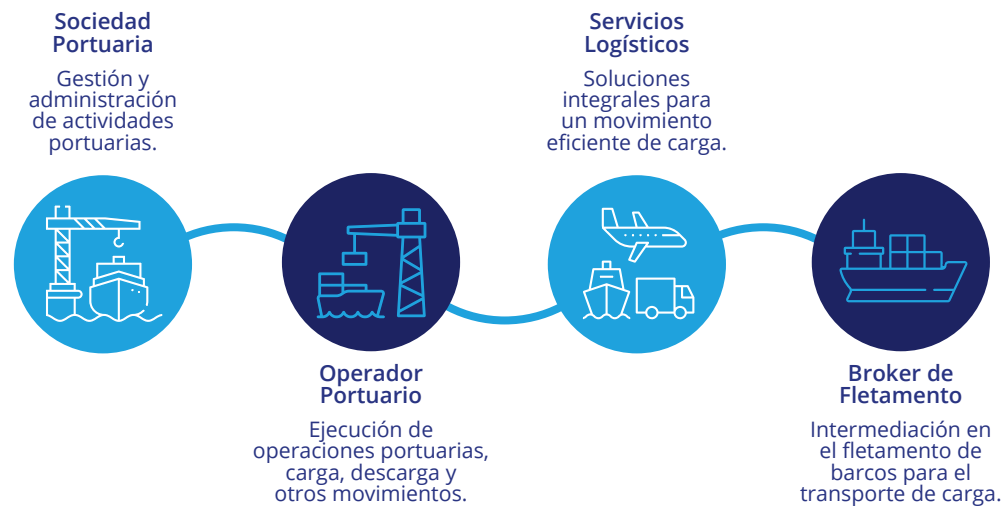 Sociedad
Portuaria
Gestión y
administración
de actividades
portuarias.
Operador
Portuario
Ejecución de
operaciones portuarias,
carga, descarga y
otros movimientos.
Servicios
Logísticos
Soluciones
integrales para
un movimiento
eficiente de carga.
Broker de
Fletamento
Intermediación en
el fletamento de
barcos para el
transporte de carga.